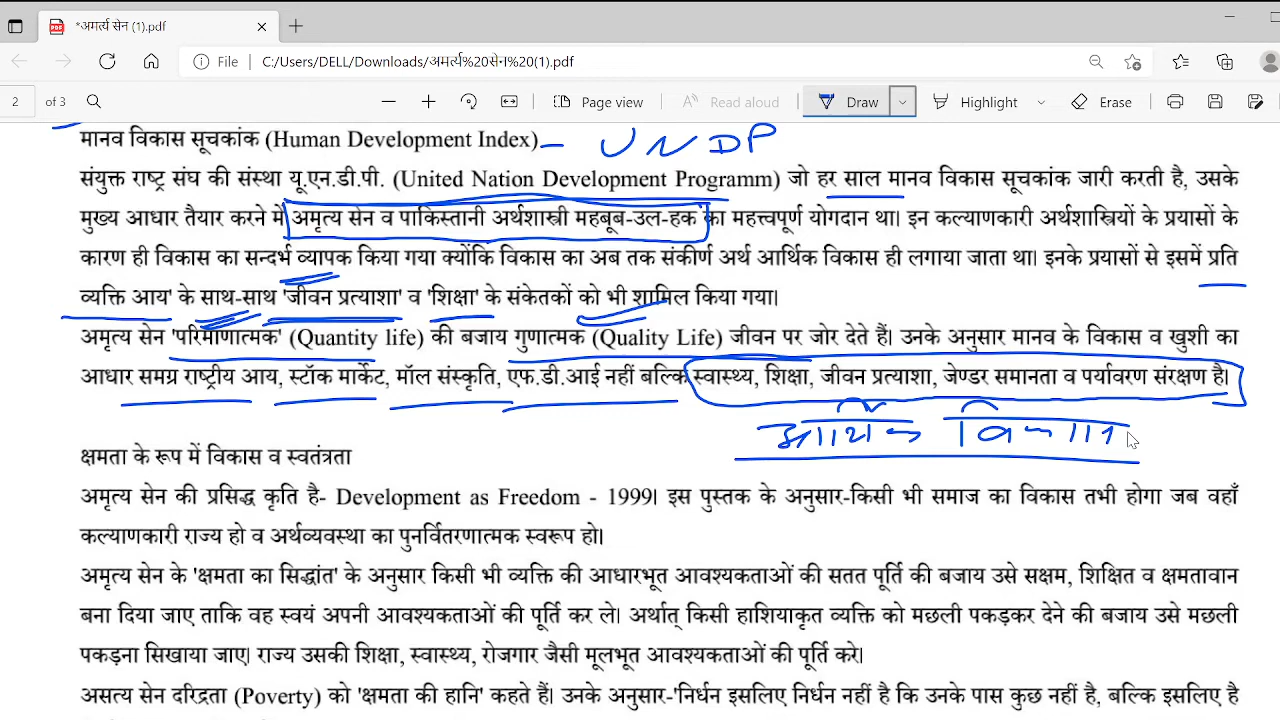 *अमर्त्य सेन (1).pdf
File C:/Users/DELL/Downloads/अमर्त्य%20सेन%20(1).pdf
2 of 3 Page view Read aloud Draw Highlight Erase
मानव विकास सूचकांक (Human Development Index) - UNDP
संयुक्त राष्ट्र संघ की संस्था यू.एन.डी.पी. (United Nation Development Programm) जो हर साल मानव विकास सूचकांक जारी करती है, उसके
मुख्य आधार तैयार करने में अमृत्य सेन व पाकिस्तानी अर्थशास्त्री महबूब-उल-हक का महत्त्वपूर्ण योगदान था। इन कल्याणकारी अर्थशास्त्रियों के प्रयासों के
कारण ही विकास का सन्दर्भ व्यापक किया गया क्योंकि विकास का अब तक संकीर्ण अर्थ आर्थिक विकास ही लगाया जाता था। इनके प्रयासों से इसमें प्रति
व्यक्ति आय' के साथ-साथ 'जीवन प्रत्याशा' व 'शिक्षा' के संकेतकों को भी शामिल किया गया।
अमृत्य सेन 'परिमाणात्मक' (Quantity life) की बजाय गुणात्मक (Quality Life) जीवन पर जोर देते हैं। उनके अनुसार मानव के विकास व खुशी का
आधार समग्र राष्ट्रीय आय, स्टॉक मार्केट, मॉल संस्कृति, एफ.डी.आई नहीं बल्कि स्वास्थ्य, शिक्षा, जीवन प्रत्याशा, जेण्डर समानता व पर्यावरण संरक्षण है।
आर्थिक विकास
क्षमता के रूप में विकास व स्वतंत्रता
अमृत्य सेन की प्रसिद्ध कृति है- Development as Freedom - 1999। इस पुस्तक के अनुसार-किसी भी समाज का विकास तभी होगा जब वहाँ
कल्याणकारी राज्य हो व अर्थव्यवस्था का पुनर्वितरणात्मक स्वरूप हो।
अमृत्य सेन के 'क्षमता का सिद्धांत' के अनुसार किसी भी व्यक्ति की आधारभूत आवश्यकताओं की सतत पूर्ति की बजाय उसे सक्षम, शिक्षित व क्षमतावान
बना दिया जाए ताकि वह स्वयं अपनी आवश्यकताओं की पूर्ति कर ले। अर्थात् किसी हाशियाकृत व्यक्ति को मछली पकड़कर देने की बजाय उसे मछली
पकड़ना सिखाया जाए। राज्य उसकी शिक्षा, स्वास्थ्य, रोजगार जैसी मूलभूत आवश्यकताओं की पूर्ति करे।
असत्य सेन दरिद्रता (Poverty) को 'क्षमता की हानि' कहते हैं। उनके अनुसार-'निर्धन इसलिए निर्धन नहीं है कि उनके पास कुछ नहीं है, बल्कि इसलिए है